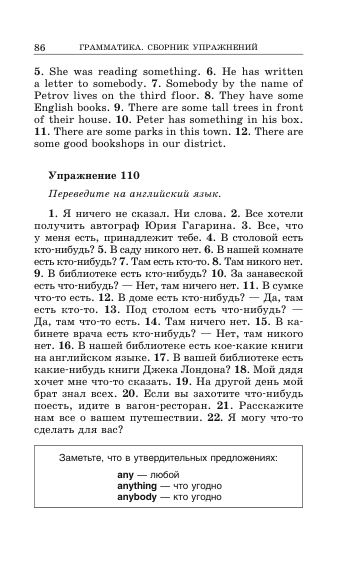 86 ГРАММАТИКА. СБОРНИК УПРАЖНЕНИЙ
5. She was reading something. 6. He has written
a letter to somebody. 7. Somebody by the name of
Petrov lives on the third floor. 8. They have some
English books. 9. There are some tall trees in front
of their house. 10. Peter has something in his box.
11. There are some parks in this town. 12. There are
some good bookshops in our district.
Упражнение 110
Переведите на английский язык.
1. Я ничего не сказал. Ни слова. 2. Все хотели
получить автограф Юрия Гагарина. 3. Все, что
у меня есть, принадлежит тебе. 4. В столовой есть
кто-нибудь? 5. В саду никого нет. 6. В нашей комнате
есть кто-нибудь? 7. Там есть кто-то. 8. Там никого нет.
9. В библиотеке есть кто-нибудь? 10. За занавеской
есть что-нибудь? — Нет, там ничего нет. 11. В сумке
что-то есть. 12. В доме есть кто-нибудь? — Да, там
есть кто-то. 13. Под столом есть что-нибудь? —
Да, там что-то есть. 14. Там ничего нет. 15. В ка-
бинете врача есть кто-нибудь? — Нет, там никого
нет. 16. В нашей библиотеке есть кое-какие книги
на английском языке. 17. В вашей библиотеке есть
какие-нибудь книги Джека Лондона? 18. Мой дядя
хочет мне что-то сказать. 19. На другой день мой
брат знал всех. 20. Если вы захотите что-нибудь
поесть, идите в вагон-ресторан. 21. Расскажите
нам все о вашем путешествии. 22. Я могу что-то
сделать для вас?
Заметьте, что в утвердительных предложениях:
any — любой
anything — что угодно
anybody — кто угодно